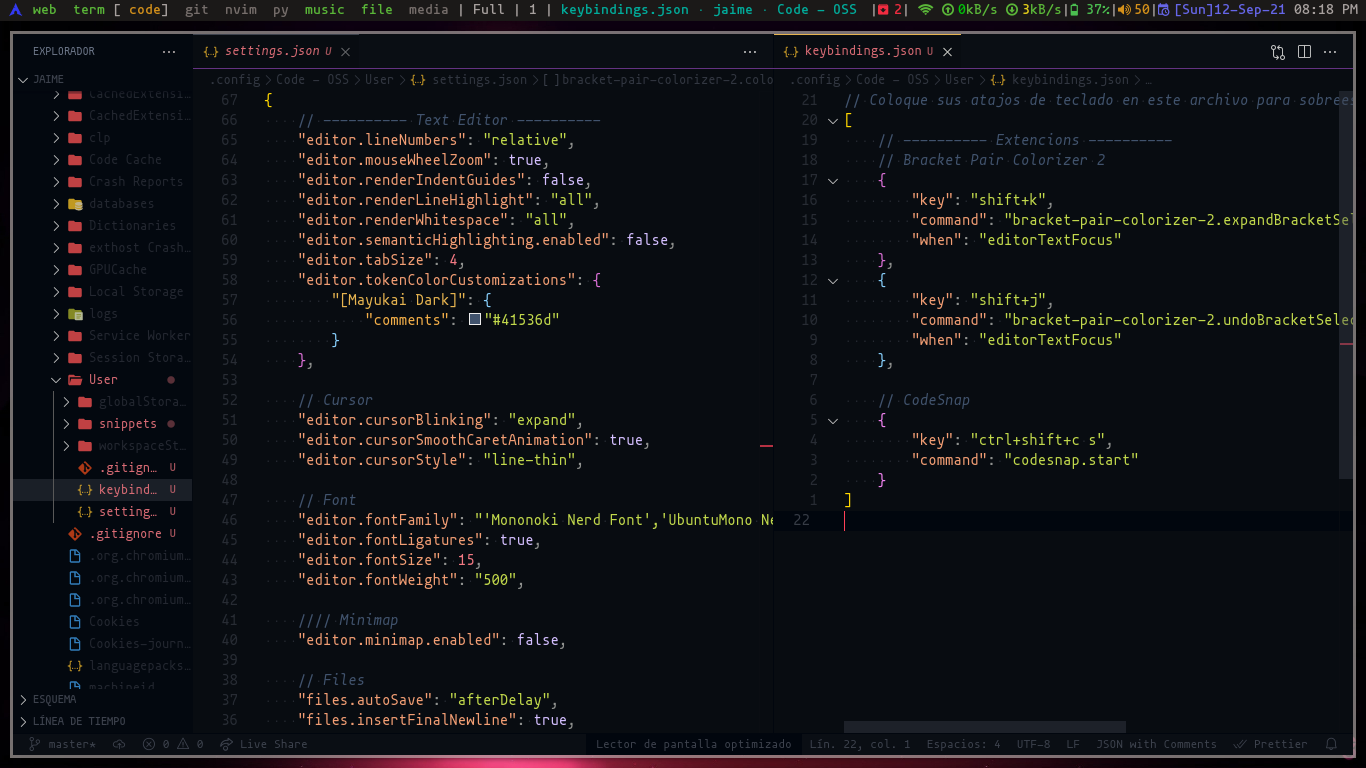 web term [ code] git nvim py music file media | Full | 1 | keybindings.json · jaime · Code - OSS | 2| 0kB/s 3kB/s| 37%| 50| [Sun]12-Sep-21 08:18 PM
EXPLORADOR ···
JAIME
CachedExtensi…
CachedExtensi…
clp
Code Cache
Crash Reports
databases
Dictionaries
exthost Crash…
GPUCache
Local Storage
logs
Service Worker
Session Stora…
User
globalStora…
snippets
workspaceSt…
.gitign… U
keybind… U
setting… U
.gitignore U
.org.chromium…
.org.chromium…
.org.chromium…
Cookies
Cookies-journ…
languagepacks…
machineid
ESQUEMA
LÍNEA DE TIEMPO
settings.json U
.config > Code - OSS > User > {..} settings.json > [ ]bracket-pair-colorizer-2.colo
67 {
66 // ---------- Text Editor ----------
65 "editor.lineNumbers": "relative",
64 "editor.mouseWheelZoom": true,
63 "editor.renderIndentGuides": false,
62 "editor.renderLineHighlight": "all",
61 "editor.renderWhitespace": "all",
60 "editor.semanticHighlighting.enabled": false,
59 "editor.tabSize": 4,
58 "editor.tokenColorCustomizations": {
57 "[Mayukai Dark]": {
56 "comments": "#41536d"
55 }
54 },
53
52 // Cursor
51 "editor.cursorBlinking": "expand",
50 "editor.cursorSmoothCaretAnimation": true,
49 "editor.cursorStyle": "line-thin",
48
47 // Font
46 "editor.fontFamily": "'Mononoki Nerd Font','UbuntuMono Ne
45 "editor.fontLigatures": true,
44 "editor.fontSize": 15,
43 "editor.fontWeight": "500",
42
41 //// Minimap
40 "editor.minimap.enabled": false,
39
38 // Files
37 "files.autoSave": "afterDelay",
36 "files.insertFinalNewline": true,
keybindings.json U
.config > Code - OSS > User > {..} keybindings.json > …
21 // Coloque sus atajos de teclado en este archivo para sobrees
20 [
19 // ---------- Extencions ----------
18 // Bracket Pair Colorizer 2
17 {
16 "key": "shift+k",
15 "command": "bracket-pair-colorizer-2.expandBracketSel
14 "when": "editorTextFocus"
13 },
12 {
11 "key": "shift+j",
10 "command": "bracket-pair-colorizer-2.undoBracketSelec
9 "when": "editorTextFocus"
8 },
7
6 // CodeSnap
5 {
4 "key": "ctrl+shift+c s",
3 "command": "codesnap.start"
2 }
1 ]
22
master* 0 0 Live Share Lector de pantalla optimizado Lín. 22, col. 1 Espacios: 4 UTF-8 LF JSON with Comments Prettier